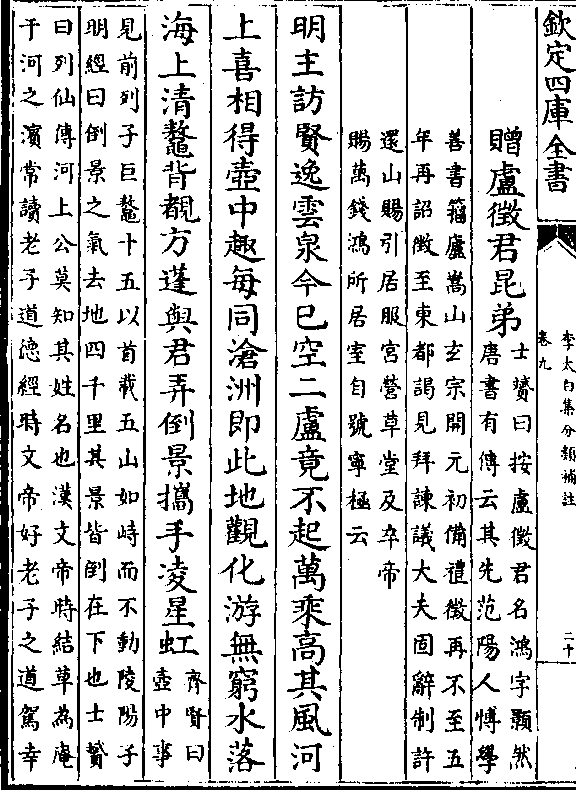 欽定四庫全書
李太白集分類補註
卷九
二十
贈盧徵君昆弟
士贇曰按盧徵君名鴻字顥然
唐書有傳云其先范陽人愽學
善書籀廬嵩山玄宗開元初備禮徵再不至五
年再詔徵至東都謁見拜諫議大夫固辭制許
還山賜引居服宮營草堂及卒帝
賜萬錢鴻所居室自號寧極云
明主訪賢逸雲泉今已空二盧竟不起萬乘高其風河
上喜相得壺中趣每同滄洲即此地觀化游無窮水落
海上清鼇背覩方蓬與君弄倒景攜手凌星虹
齊賢曰
壺中事
見前列子巨鼇十五以首戴五山如峙而不動陵陽子
明經曰倒景之氣去地四千里其景皆倒在下也士贇
曰列仙傳河上公莫知其姓名也漢文帝時結草為庵
于河之濱常讀老子道德經時文帝好老子之道駕幸